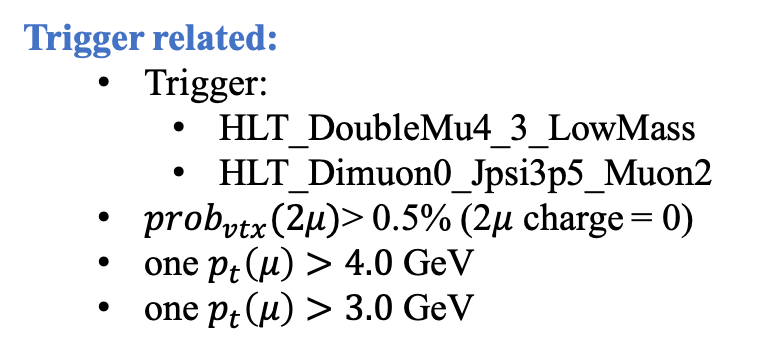 Trigger related:
• Trigger:
• HLT_DoubleMu4_3_LowMass
• HLT_Dimuon0_Jpsi3p5_Muon2
• prob_vtx(2μ)> 0.5% (2μ charge = 0)
• one p_t(μ) > 4.0 GeV
• one p_t(μ) > 3.0 GeV